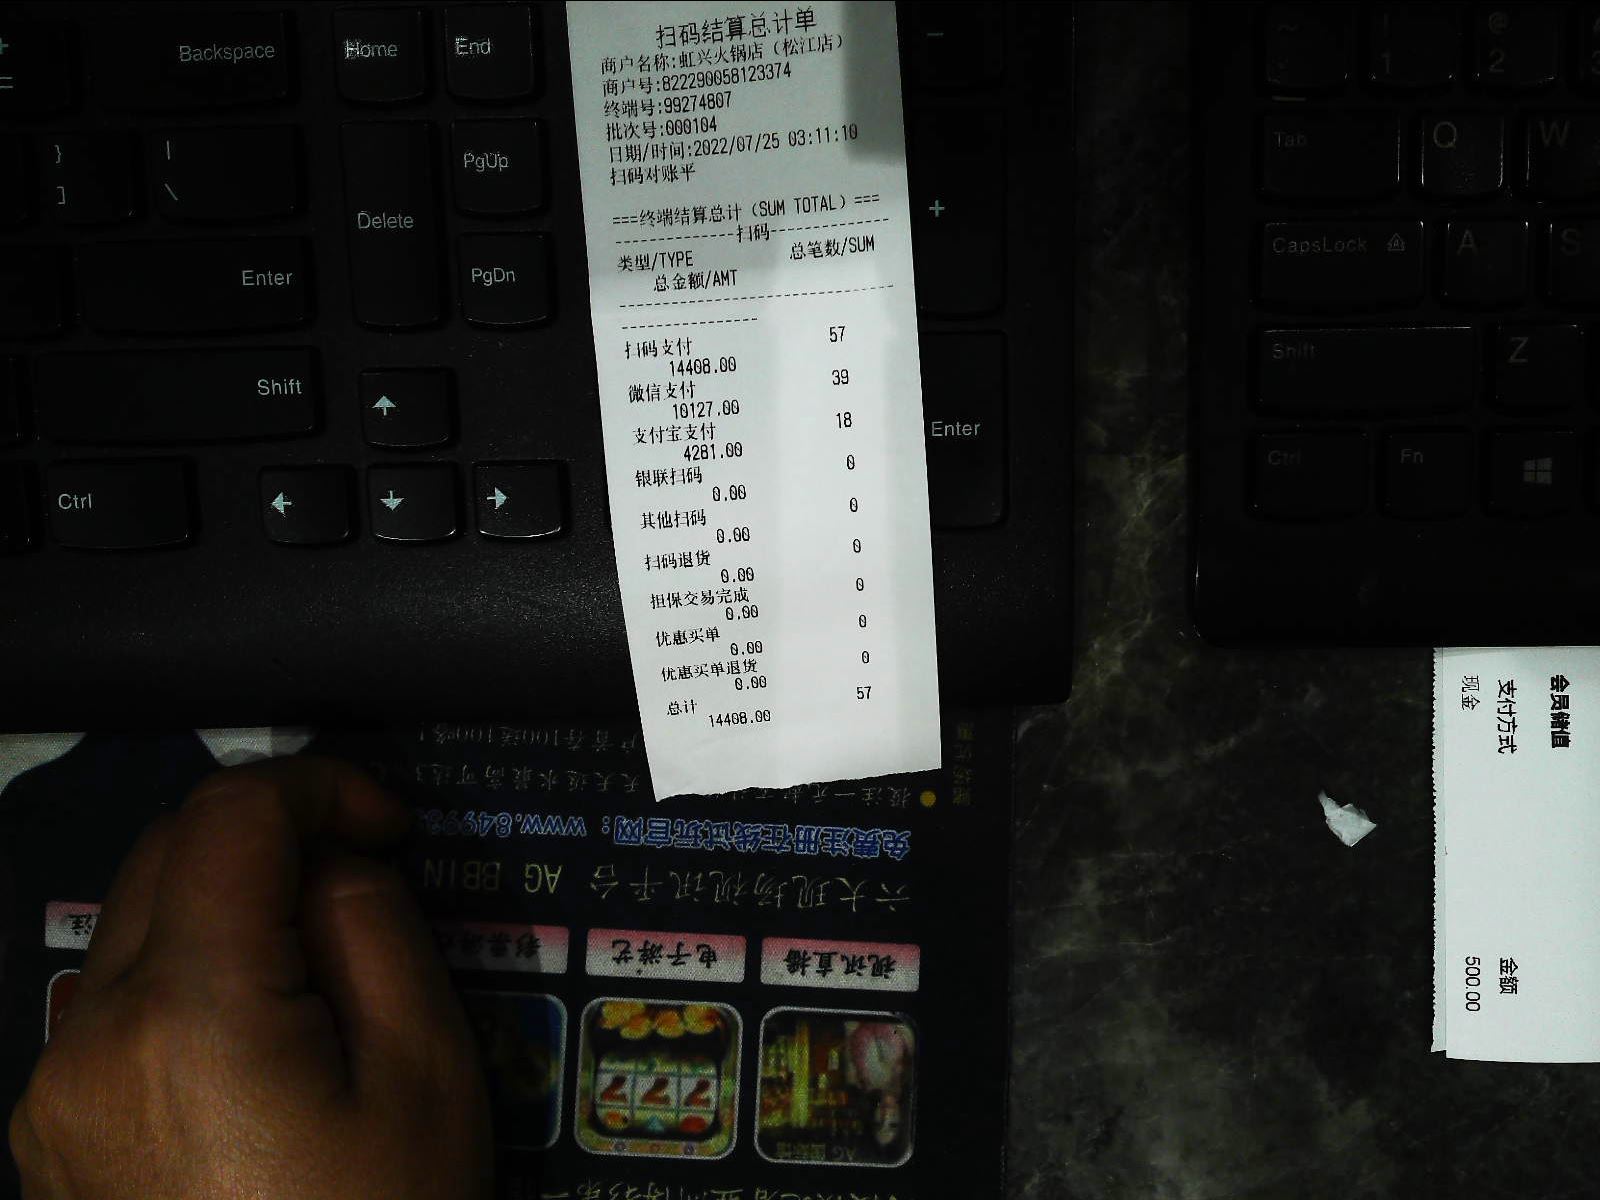 扫码结算总计单
商户名称:虹兴火锅店（松江店）
商户号:822290058123374
终端号:99274807
批次号:000104
日期/时间:2022/07/25 03:11:10
扫码对账平
===终端结算总计（SUM TOTAL）===
扫码
类型/TYPE 总笔数/SUM
总金额/AMT
扫码支付 57
14408.00
微信支付 39
10127.00
支付宝支付 18
4281.00
银联扫码 0
0.00
其他扫码 0
0.00
扫码退货 0
0.00
担保交易完成 0
0.00
优惠买单 0
0.00
优惠买单退货 0
0.00
总计 57
14408.00
Backspace
Home
End
}
]
|
\
Delete
PgUp
PgDn
Enter
Shift
Ctrl
+
Enter
Tab
Q
W
CapsLock
A
S
Shift
Z
Ctrl
Fn
1
@
2
会员储值
支付方式 金额
现金 500.00
免费注册在线试玩官网：www.8499
六大现场视讯平台 AG BBIN
视讯直播
电子游艺
777